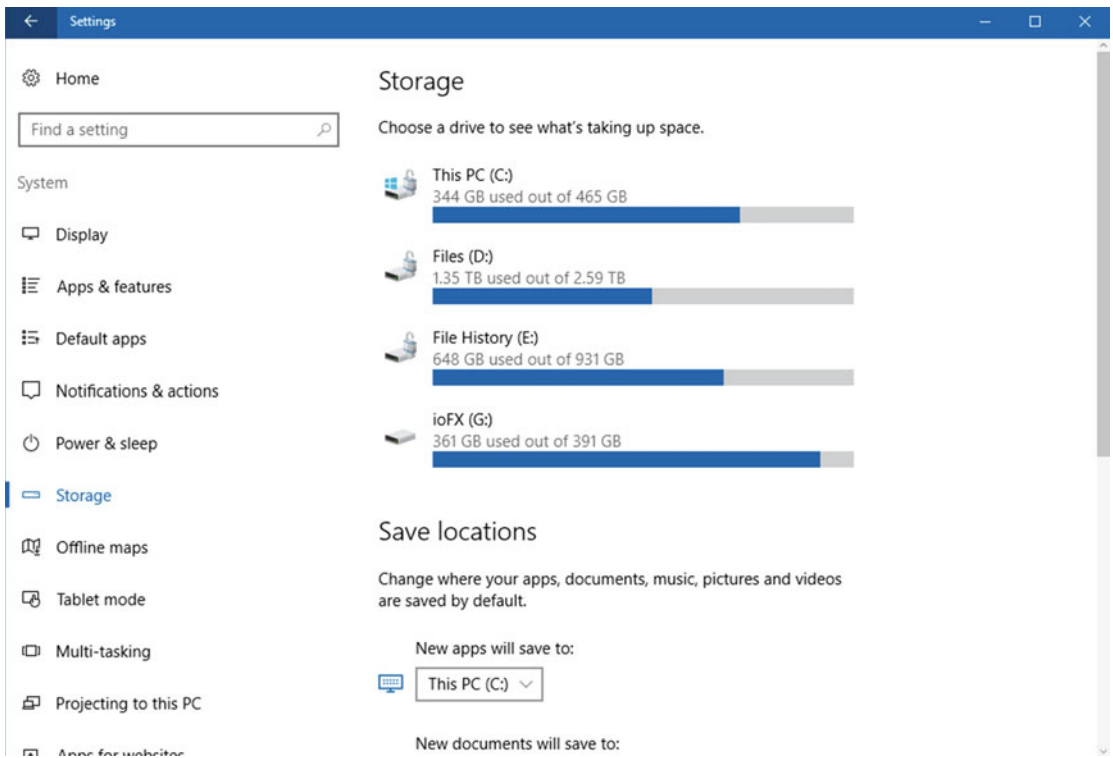 Settings
Home
Find a setting
System
Display
Apps & features
Default apps
Notifications & actions
Power & sleep
Storage
Offline maps
Tablet mode
Multi-tasking
Projecting to this PC
Apps for websites
Storage
Choose a drive to see what's taking up space.
This PC (C:)
344 GB used out of 465 GB
Files (D:)
1.35 TB used out of 2.59 TB
File History (E:)
648 GB used out of 931 GB
ioFX (G:)
361 GB used out of 391 GB
Save locations
Change where your apps, documents, music, pictures and videos
are saved by default.
New apps will save to:
This PC (C:)
New documents will save to: